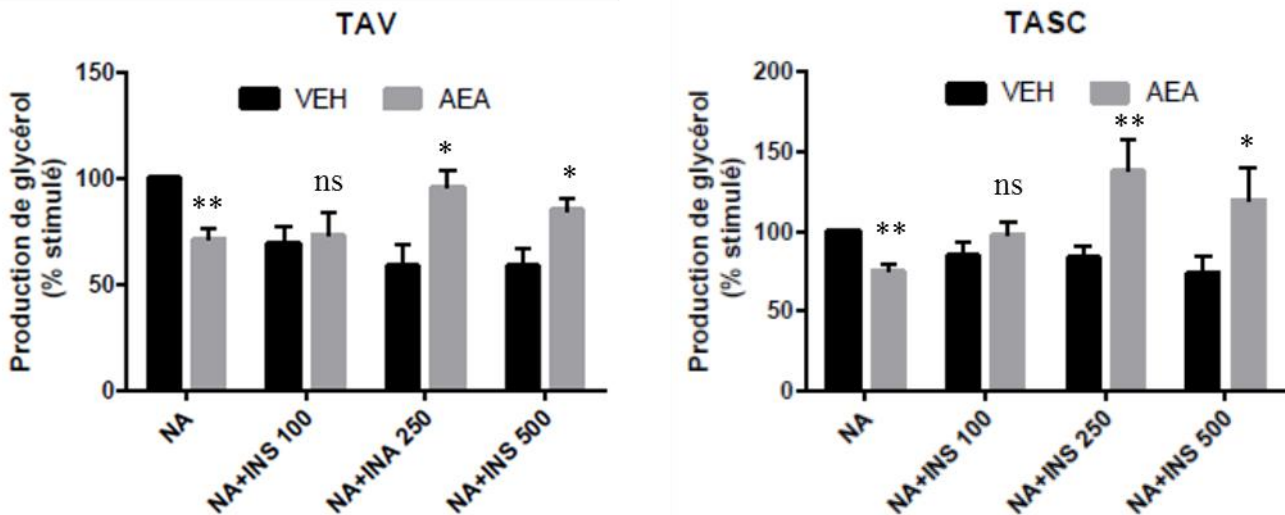 TAV
Production de glycérol
(% stimulé)
150
100
50
0
VEH
AEA
**
ns
*
*
NA
NA+INS 100
NA+INA 250
NA+INS 500
TASC
Production de glycérol
(% stimulé)
200
150
100
50
0
VEH
AEA
**
ns
**
*
NA
NA+INS 100
NA+INS 250
NA+INS 500